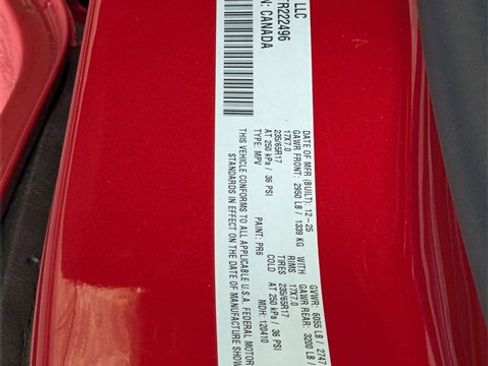 LLC
R222496
N: CANADA
DATE OF MFR (BUILT): 12-25
GVWR: 6055 LB / 2747
GAWR FRONT: 2950 LB / 1339 KG
GAWR REAR: 3200 LB /
WITH
17X7.0
RIMS
17X7.0
235/65R17
TIRES
235/65R17
AT 250 kPa / 36 PSI
COLD
AT 250 kPa / 36 PSI
TYPE: MPV
PAINT: PR6
MDH: 120410
THIS VEHICLE CONFORMS TO ALL APPLICABLE U.S.A. FEDERAL MOTOR
STANDARDS IN EFFECT ON THE DATE OF MANUFACTURE SHOW